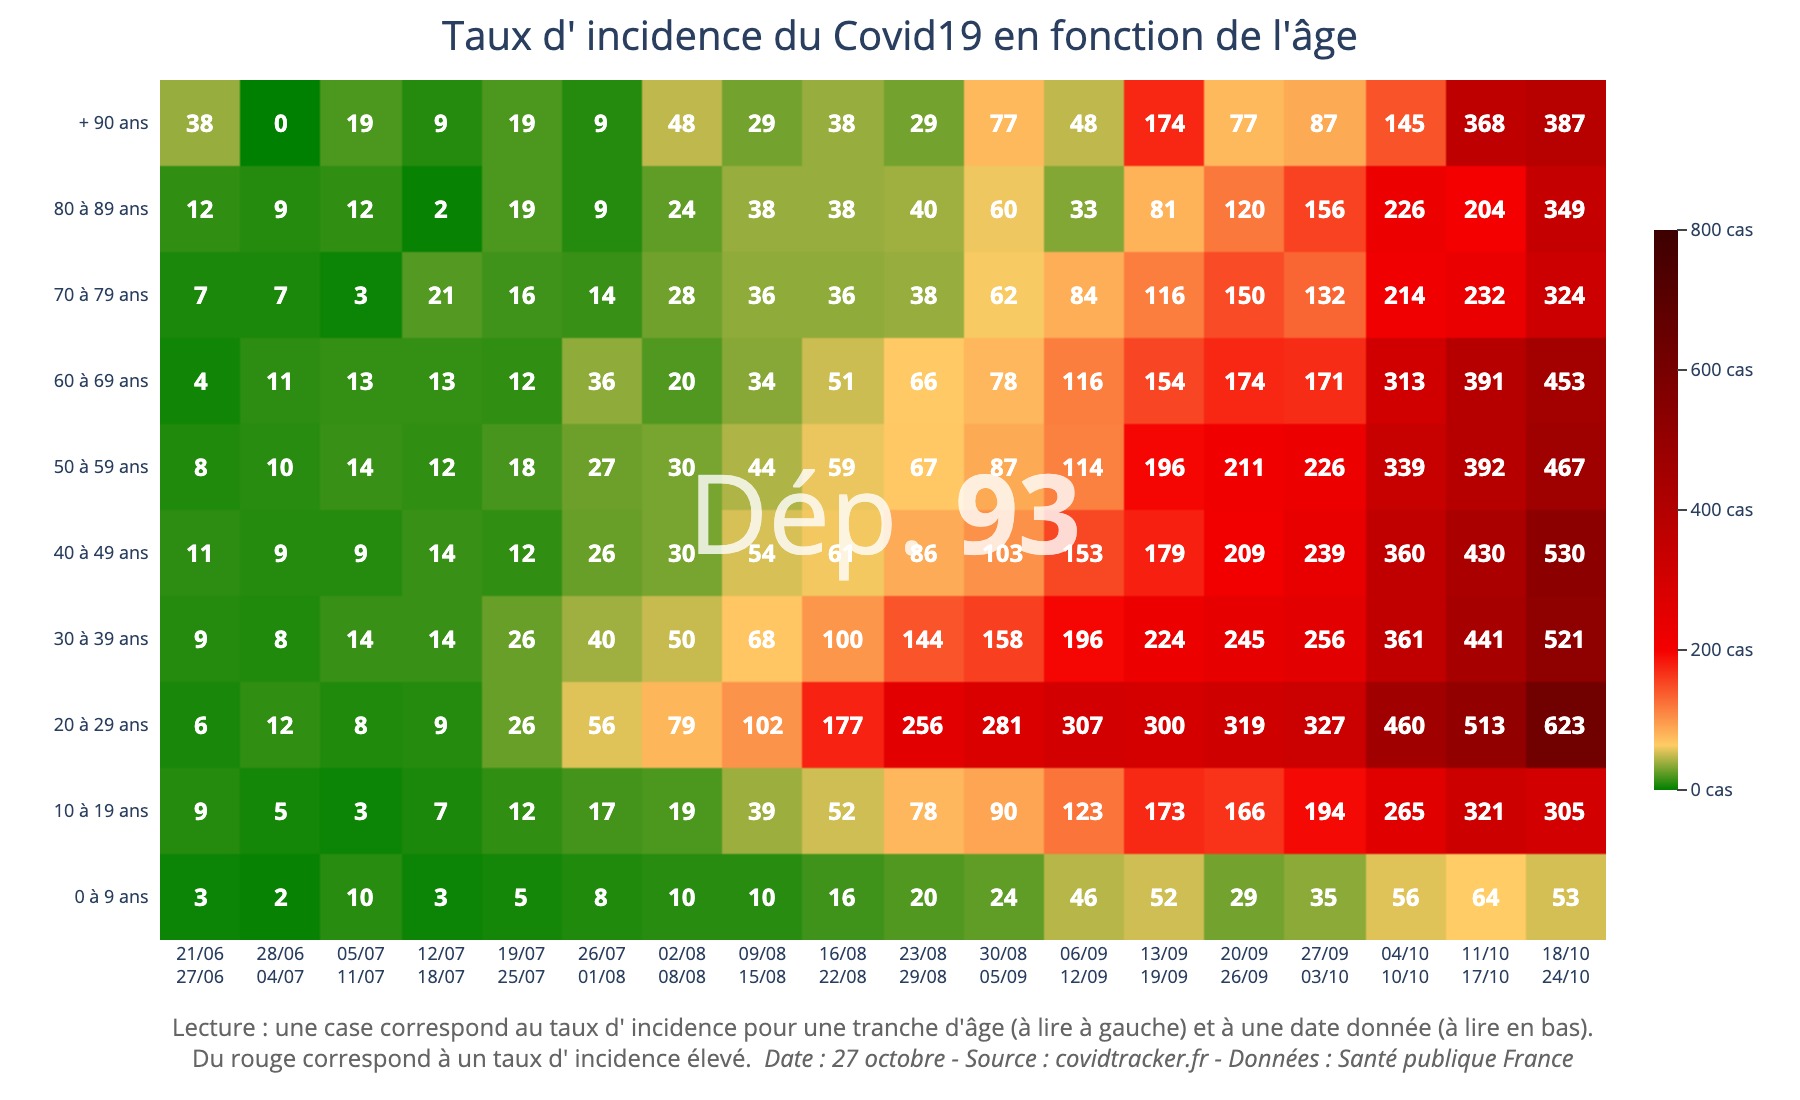 Taux d' incidence du Covid19 en fonction de l'âge
+ 90 ans 38 0 19 9 19 9 48 29 38 29 77 48 174 77 87 145 368 387
80 à 89 ans 12 9 12 2 19 9 24 38 38 40 60 33 81 120 156 226 204 349
800 cas
70 à 79 ans 7 7 3 21 16 14 28 36 36 38 62 84 116 150 132 214 232 324
60 à 69 ans 4 11 13 13 12 36 20 34 51 66 78 116 154 174 171 313 391 453
600 cas
50 à 59 ans 8 10 14 12 18 27 30 44 59 67 87 114 196 211 226 339 392 467
Dép. 93
400 cas
40 à 49 ans 11 9 9 14 12 26 30 54 61 86 103 153 179 209 239 360 430 530
30 à 39 ans 9 8 14 14 26 40 50 68 100 144 158 196 224 245 256 361 441 521
200 cas
20 à 29 ans 6 12 8 9 26 56 79 102 177 256 281 307 300 319 327 460 513 623
0 cas
10 à 19 ans 9 5 3 7 12 17 19 39 52 78 90 123 173 166 194 265 321 305
0 à 9 ans 3 2 10 3 5 8 10 10 16 20 24 46 52 29 35 56 64 53
21/06 28/06 05/07 12/07 19/07 26/07 02/08 09/08 16/08 23/08 30/08 06/09 13/09 20/09 27/09 04/10 11/10 18/10
27/06 04/07 11/07 18/07 25/07 01/08 08/08 15/08 22/08 29/08 05/09 12/09 19/09 26/09 03/10 10/10 17/10 24/10
Lecture : une case correspond au taux d' incidence pour une tranche d'âge (à lire à gauche) et à une date donnée (à lire en bas).
Du rouge correspond à un taux d' incidence élevé. Date : 27 octobre - Source : covidtracker.fr - Données : Santé publique France